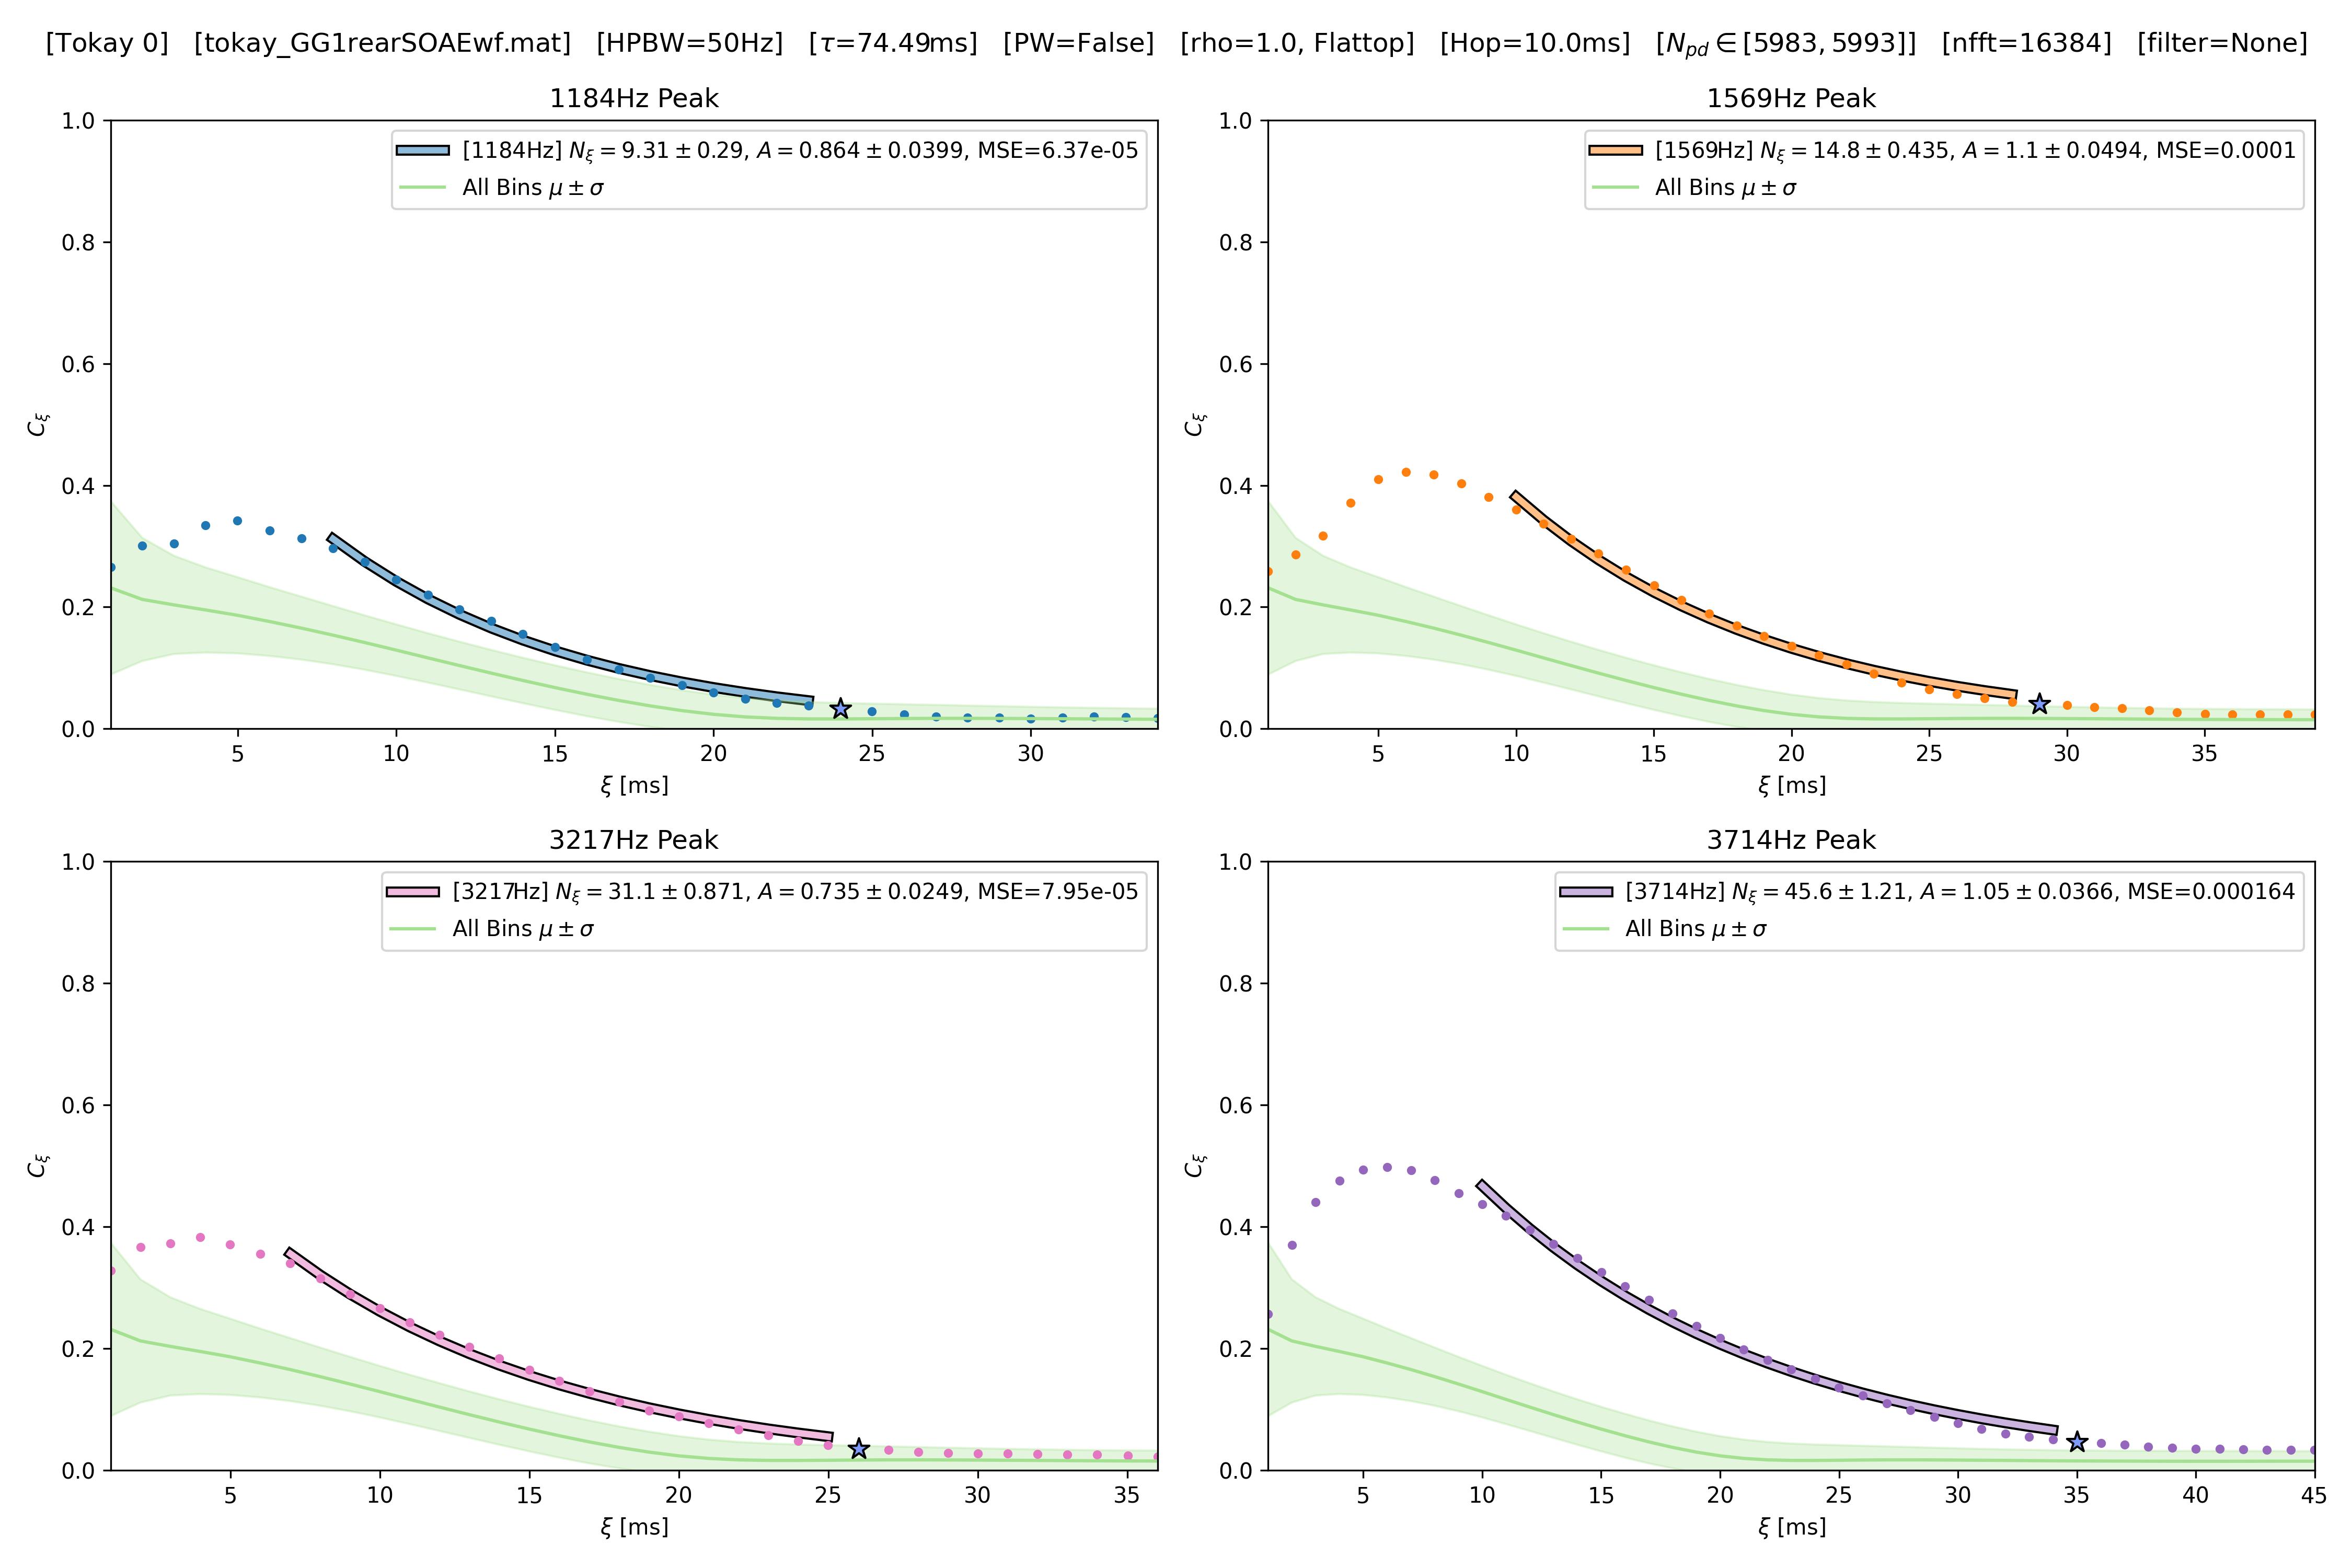 [Tokay 0] [tokay_GG1rearSOAEwf.mat] [HPBW=50Hz] [τ=74.49ms] [PW=False] [rho=1.0, Flattop] [Hop=10.0ms] [N_pd ∈ [5983, 5993]] [nfft=16384] [filter=None]
1184Hz Peak
[1184Hz] N_ξ = 9.31 ± 0.29, A = 0.864 ± 0.0399, MSE=6.37e-05
All Bins μ ± σ
1.0
0.8
0.6
0.4
0.2
0.0
C_ξ
5 10 15 20 25 30
ξ [ms]
1569Hz Peak
[1569Hz] N_ξ = 14.8 ± 0.435, A = 1.1 ± 0.0494, MSE=0.0001
All Bins μ ± σ
1.0
0.8
0.6
0.4
0.2
0.0
C_ξ
5 10 15 20 25 30 35
ξ [ms]
3217Hz Peak
[3217Hz] N_ξ = 31.1 ± 0.871, A = 0.735 ± 0.0249, MSE=7.95e-05
All Bins μ ± σ
1.0
0.8
0.6
0.4
0.2
0.0
C_ξ
5 10 15 20 25 30 35
ξ [ms]
3714Hz Peak
[3714Hz] N_ξ = 45.6 ± 1.21, A = 1.05 ± 0.0366, MSE=0.000164
All Bins μ ± σ
1.0
0.8
0.6
0.4
0.2
0.0
C_ξ
5 10 15 20 25 30 35 40 45
ξ [ms]